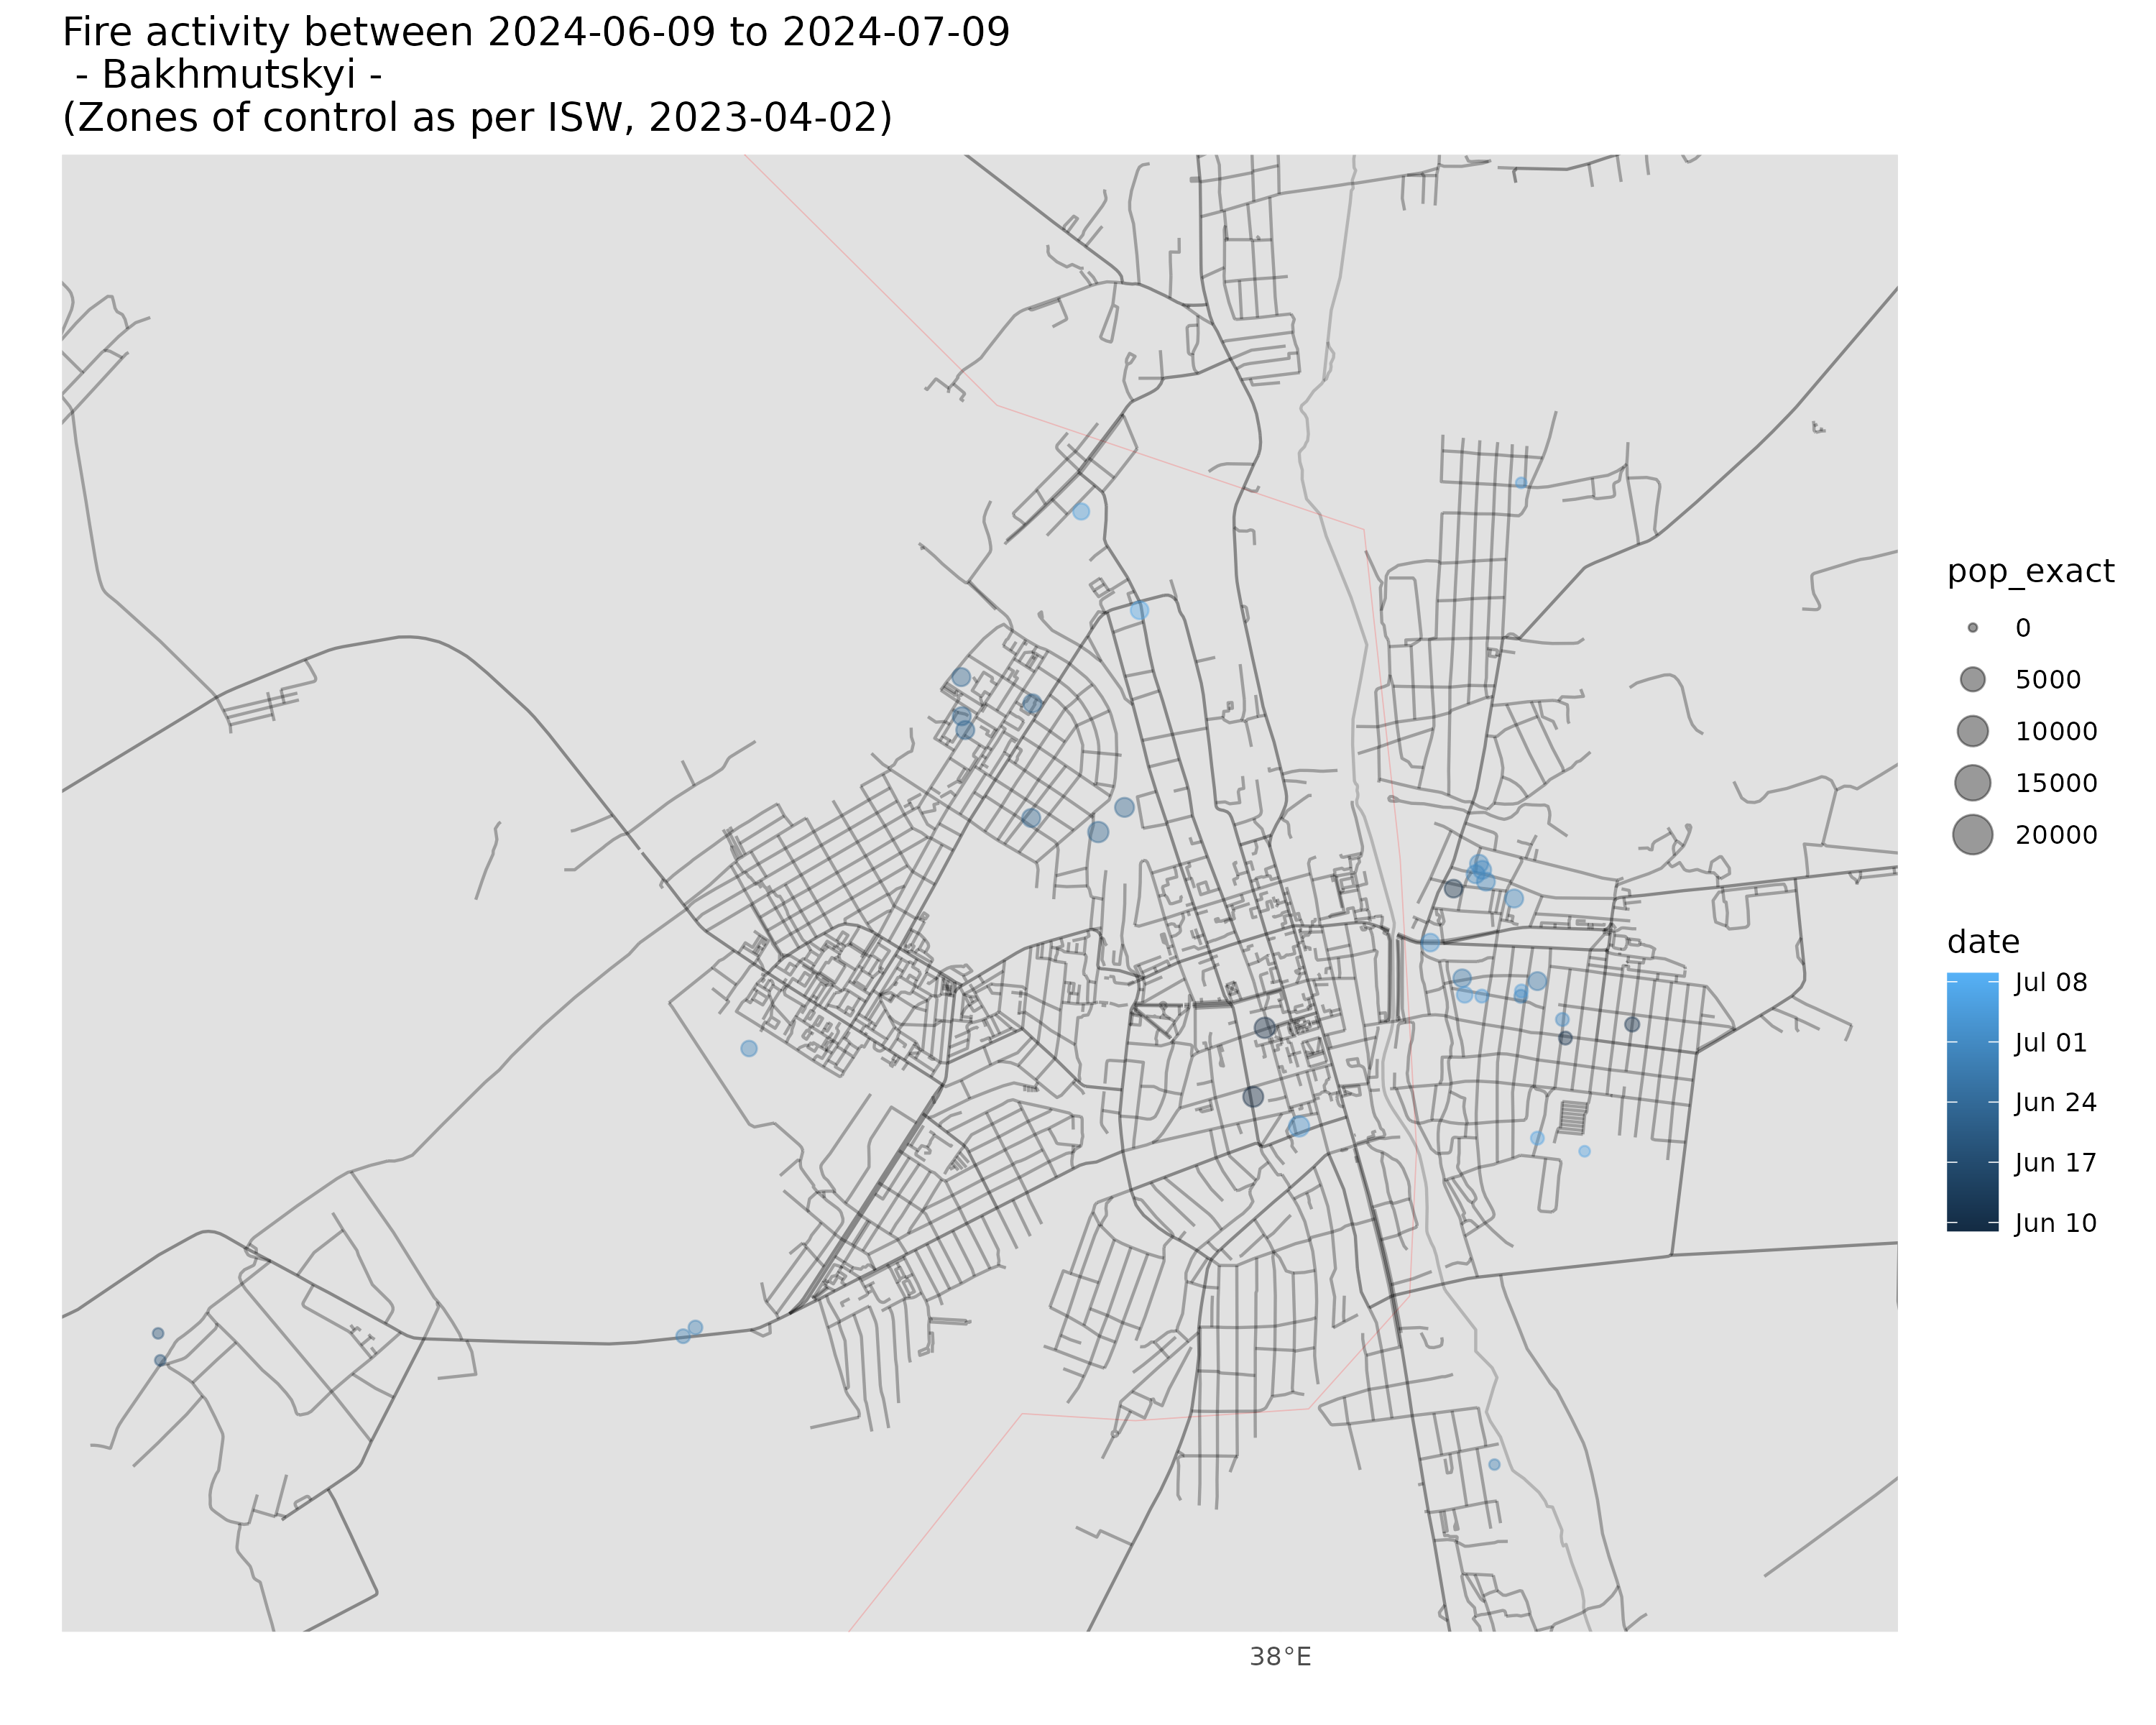 Fire activity between 2024-06-09 to 2024-07-09
- Bakhmutskyi -
(Zones of control as per ISW, 2023-04-02)
pop_exact
0
5000
10000
15000
20000
date
Jul 08
Jul 01
Jun 24
Jun 17
Jun 10
38°E